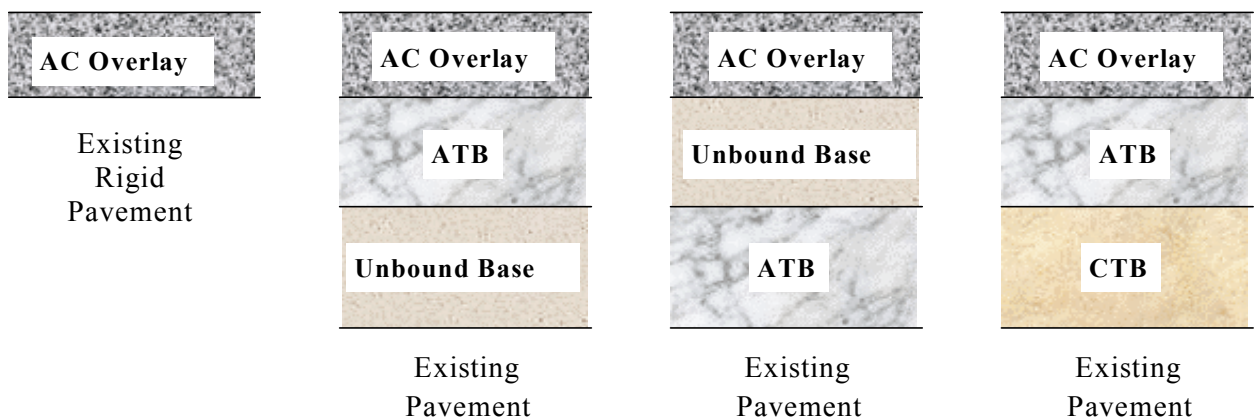 AC Overlay
Existing
Rigid
Pavement
AC Overlay
ATB
Unbound Base
Existing
Pavement
AC Overlay
Unbound Base
ATB
Existing
Pavement
AC Overlay
ATB
CTB
Existing
Pavement